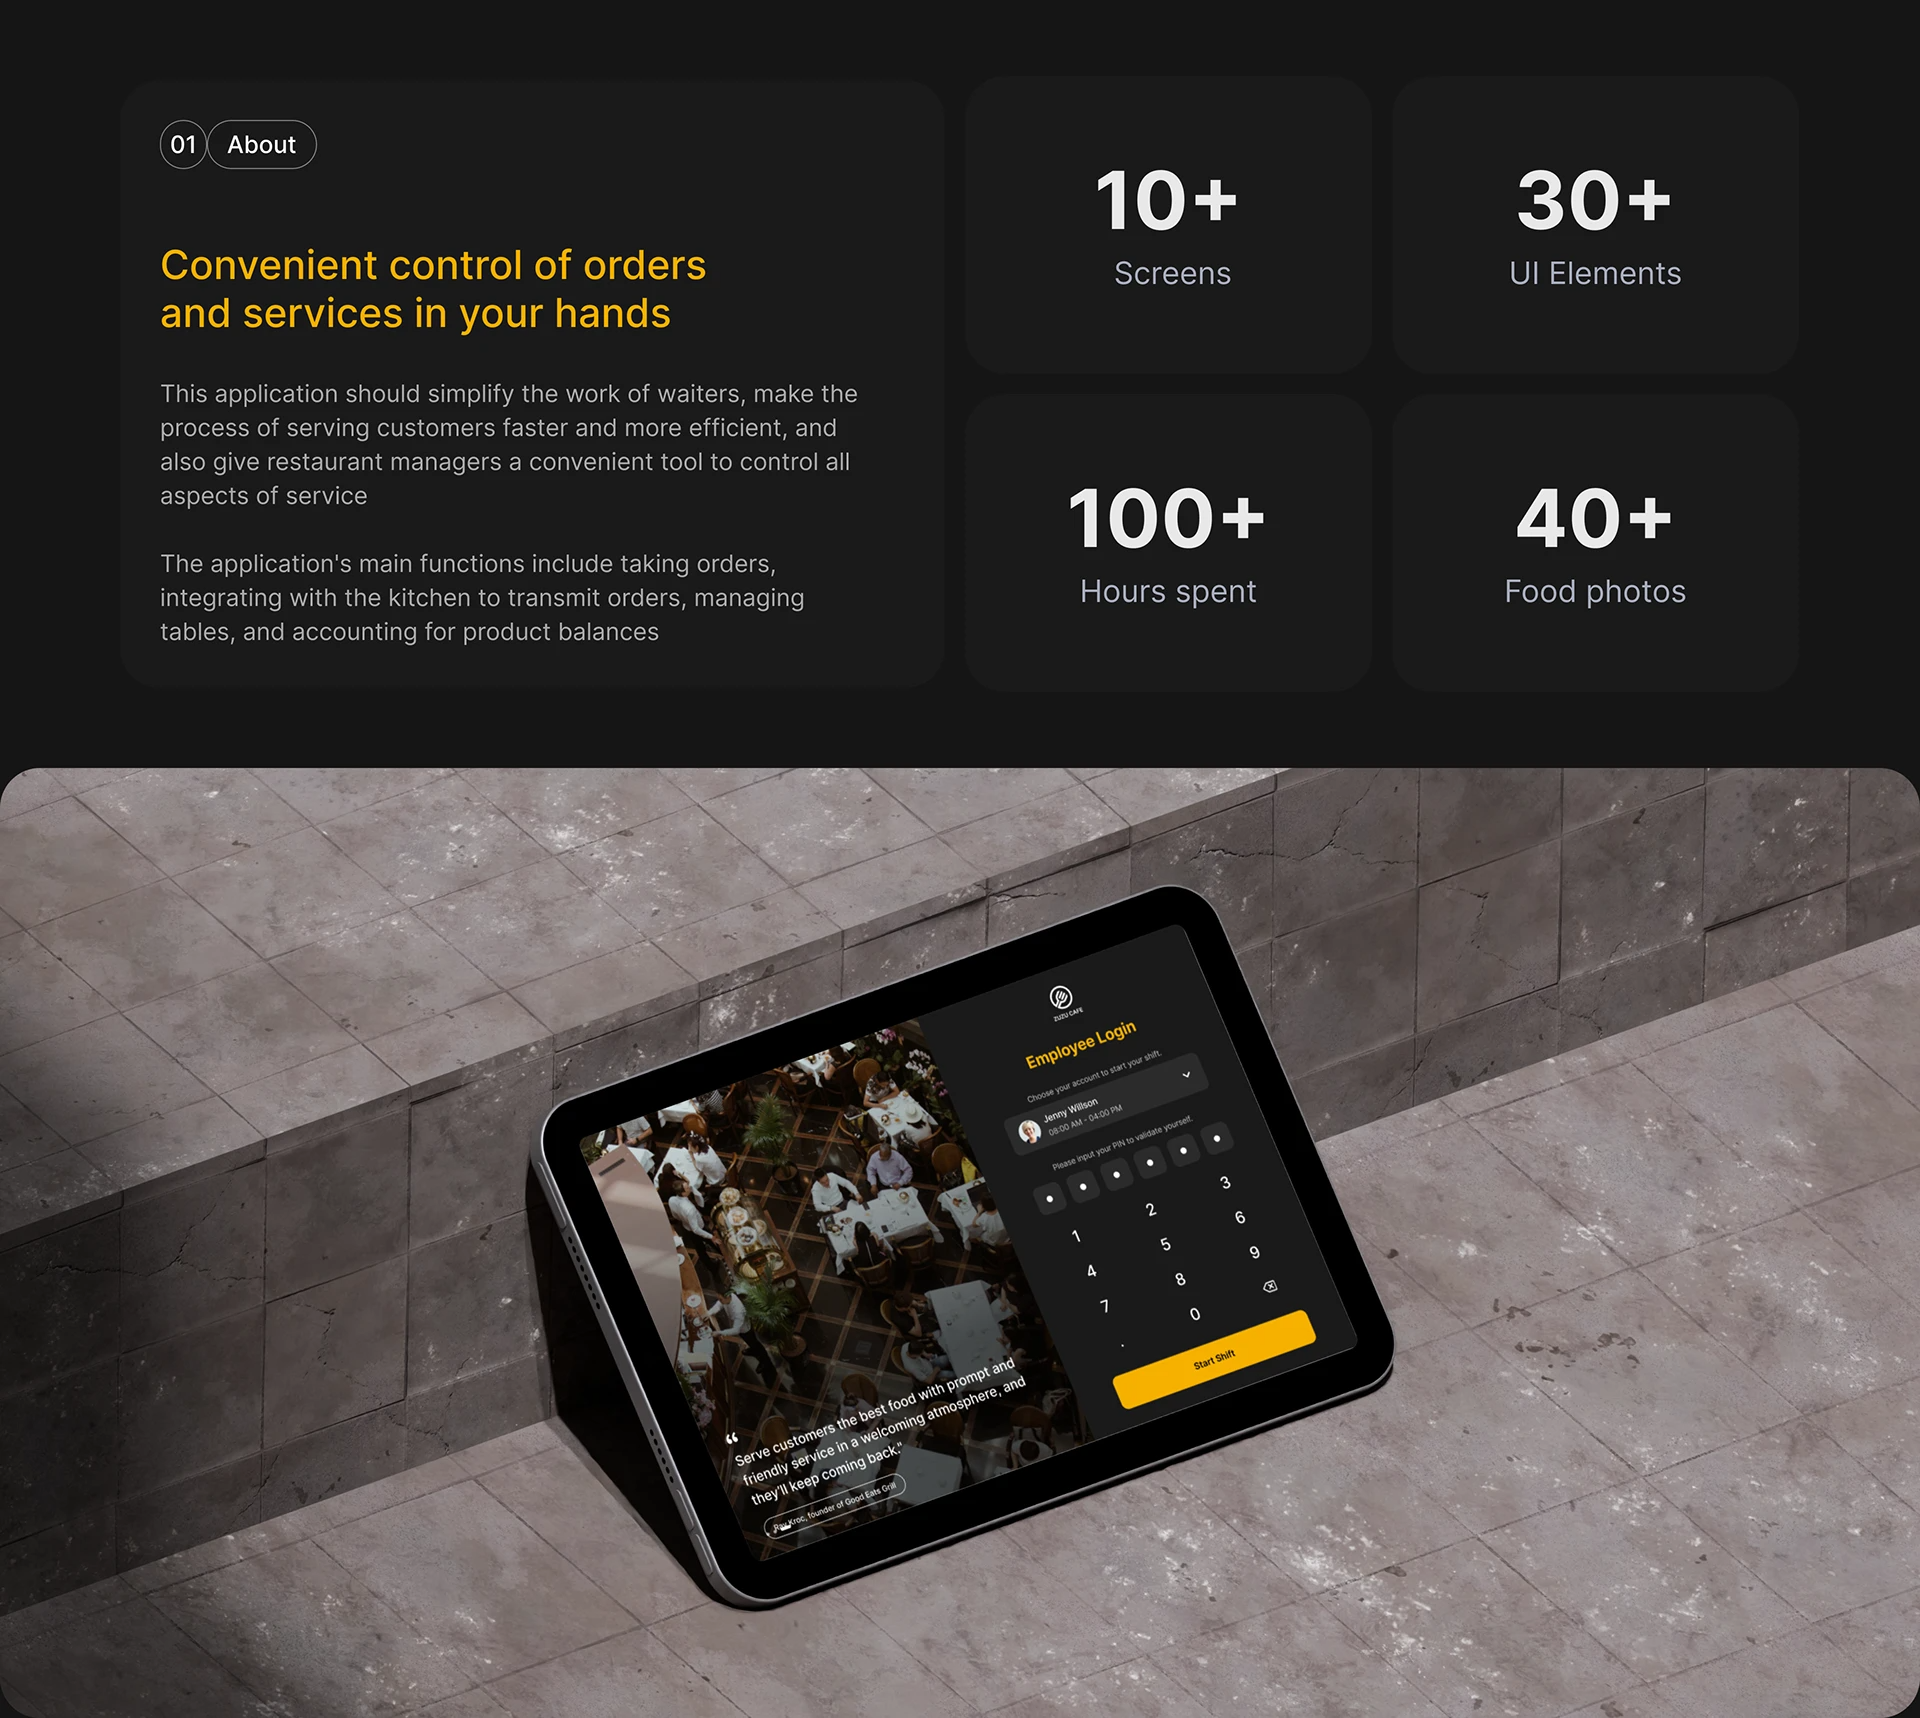 01 About
Convenient control of orders
and services in your hands
This application should simplify the work of waiters, make the
process of serving customers faster and more efficient, and
also give restaurant managers a convenient tool to control all
aspects of service
The application's main functions include taking orders,
integrating with the kitchen to transmit orders, managing
tables, and accounting for product balances
10+
Screens
30+
UI Elements
100+
Hours spent
40+
Food photos
“
Serve customers the best food with prompt and
friendly service in a welcoming atmosphere, and
they'll keep coming back."
Ray Kroc, founder of Good Eats Grill
ZUZU CAFE
Employee Login
Choose your account to start your shift.
Jenny Willson
08:00 AM - 04:00 PM
Please input your PIN to validate yourself.
1 2 3
4 5 6
7 8 9
. 0
Start Shift